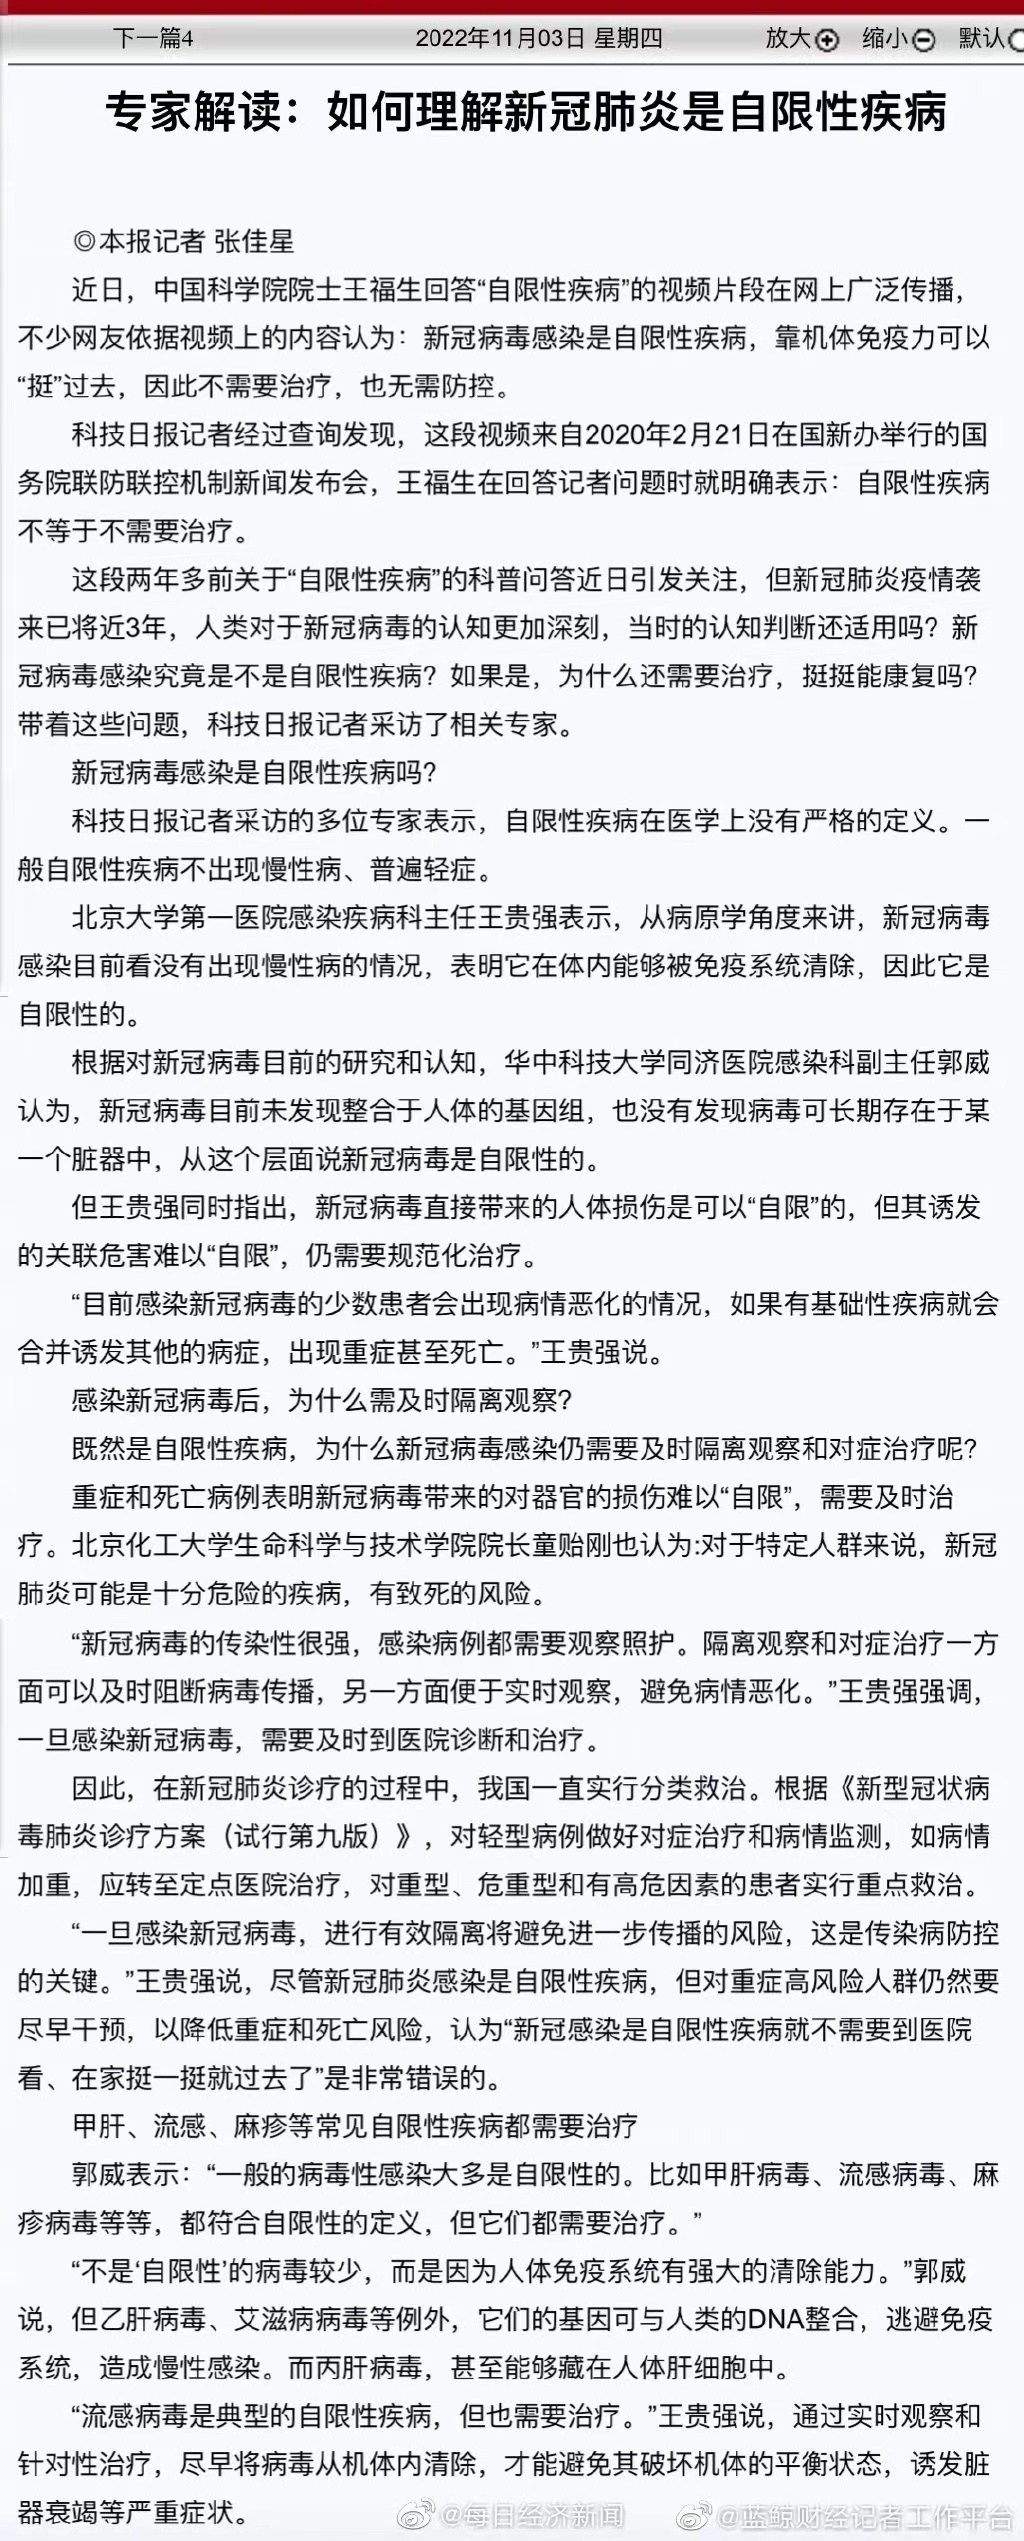 下一篇4 2022年11月03日 星期四 放大 缩小 默认
专家解读：如何理解新冠肺炎是自限性疾病
◎本报记者 张佳星
近日，中国科学院院士王福生回答“自限性疾病”的视频片段在网上广泛传播，
不少网友依据视频上的内容认为：新冠病毒感染是自限性疾病，靠机体免疫力可以
“挺”过去，因此不需要治疗，也无需防控。
科技日报记者经过查询发现，这段视频来自2020年2月21日在国新办举行的国
务院联防联控机制新闻发布会，王福生在回答记者问题时就明确表示：自限性疾病
不等于不需要治疗。
这段两年多前关于“自限性疾病”的科普问答近日引发关注，但新冠肺炎疫情袭
来已将近3年，人类对于新冠病毒的认知更加深刻，当时的认知判断还适用吗？新
冠病毒感染究竟是不是自限性疾病？如果是，为什么还需要治疗，挺挺能康复吗？
带着这些问题，科技日报记者采访了相关专家。
新冠病毒感染是自限性疾病吗？
科技日报记者采访的多位专家表示，自限性疾病在医学上没有严格的定义。一
般自限性疾病不出现慢性病、普遍轻症。
北京大学第一医院感染疾病科主任王贵强表示，从病原学角度来讲，新冠病毒
感染目前看没有出现慢性病的情况，表明它在体内能够被免疫系统清除，因此它是
自限性的。
根据对新冠病毒目前的研究和认知，华中科技大学同济医院感染科副主任郭威
认为，新冠病毒目前未发现整合于人体的基因组，也没有发现病毒可长期存在于某
一个脏器中，从这个层面说新冠病毒是自限性的。
但王贵强同时指出，新冠病毒直接带来的人体损伤是可以“自限”的，但其诱发
的关联危害难以“自限”，仍需要规范化治疗。
“目前感染新冠病毒的少数患者会出现病情恶化的情况，如果有基础性疾病就会
合并诱发其他的病症，出现重症甚至死亡。”王贵强说。
感染新冠病毒后，为什么需及时隔离观察？
既然是自限性疾病，为什么新冠病毒感染仍需要及时隔离观察和对症治疗呢？
重症和死亡病例表明新冠病毒带来的对器官的损伤难以“自限”，需要及时治
疗。北京化工大学生命科学与技术学院院长童贻刚也认为:对于特定人群来说，新冠
肺炎可能是十分危险的疾病，有致死的风险。
“新冠病毒的传染性很强，感染病例都需要观察照护。隔离观察和对症治疗一方
面可以及时阻断病毒传播，另一方面便于实时观察，避免病情恶化。”王贵强强调，
一旦感染新冠病毒，需要及时到医院诊断和治疗。
因此，在新冠肺炎诊疗的过程中，我国一直实行分类救治。根据《新型冠状病
毒肺炎诊疗方案（试行第九版）》，对轻型病例做好对症治疗和病情监测，如病情
加重，应转至定点医院治疗，对重型、危重型和有高危因素的患者实行重点救治。
“一旦感染新冠病毒，进行有效隔离将避免进一步传播的风险，这是传染病防控
的关键。”王贵强说，尽管新冠肺炎感染是自限性疾病，但对重症高风险人群仍然要
尽早干预，以降低重症和死亡风险，认为“新冠感染是自限性疾病就不需要到医院
看、在家挺一挺就过去了”是非常错误的。
甲肝、流感、麻疹等常见自限性疾病都需要治疗
郭威表示：“一般的病毒性感染大多是自限性的。比如甲肝病毒、流感病毒、麻
疹病毒等等，都符合自限性的定义，但它们都需要治疗。”
“不是‘自限性’的病毒较少，而是因为人体免疫系统有强大的清除能力。”郭威
说，但乙肝病毒、艾滋病病毒等例外，它们的基因可与人类的DNA整合，逃避免疫
系统，造成慢性感染。而丙肝病毒，甚至能够藏在人体肝细胞中。
“流感病毒是典型的自限性疾病，但也需要治疗。”王贵强说，通过实时观察和
针对性治疗，尽早将病毒从机体内清除，才能避免其破坏机体的平衡状态，诱发脏
器衰竭等严重症状。
@每日经济新闻 @蓝鲸财经记者工作平台